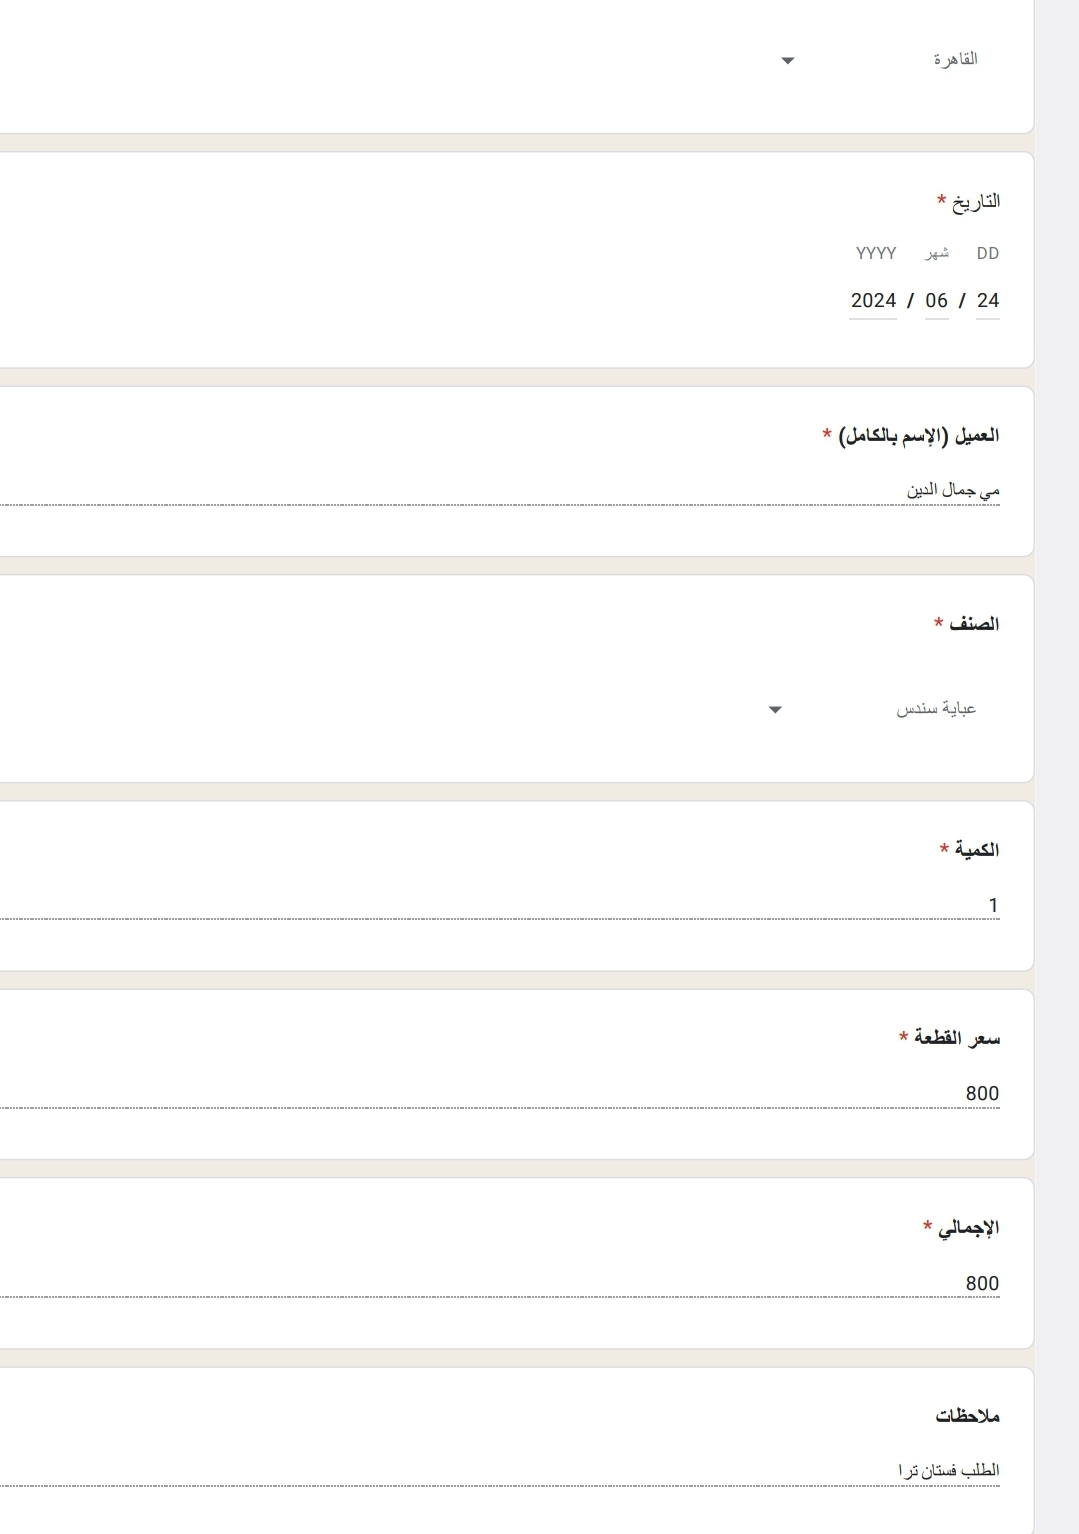 القاهرة
التاريخ *
DD شهر YYYY
24 / 06 / 2024
العميل (الإسم بالكامل) *
مي جمال الدين
الصنف *
عباية سندس
الكمية *
1
سعر القطعة *
800
الإجمالي *
800
ملاحظات
الطلب فستان ترا